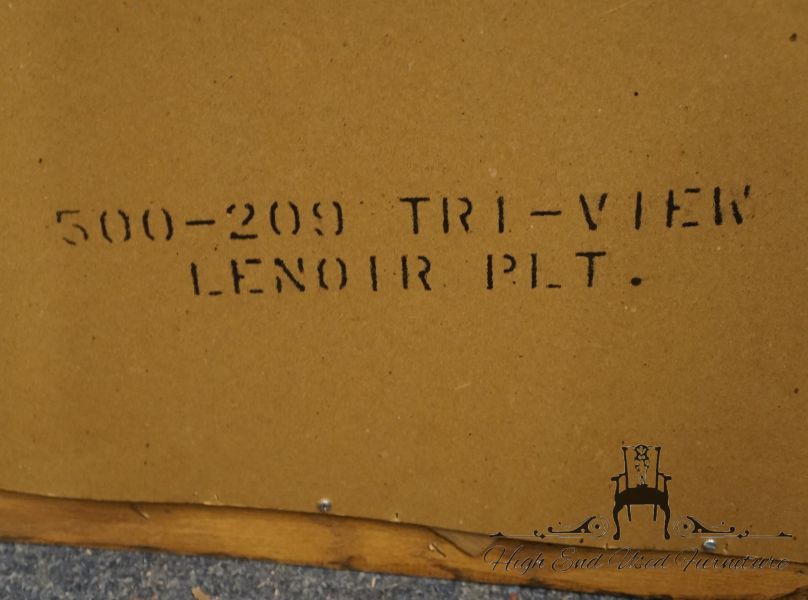 500-209 TRI-VIEW
LENOIR PLT.
High End Used Furniture